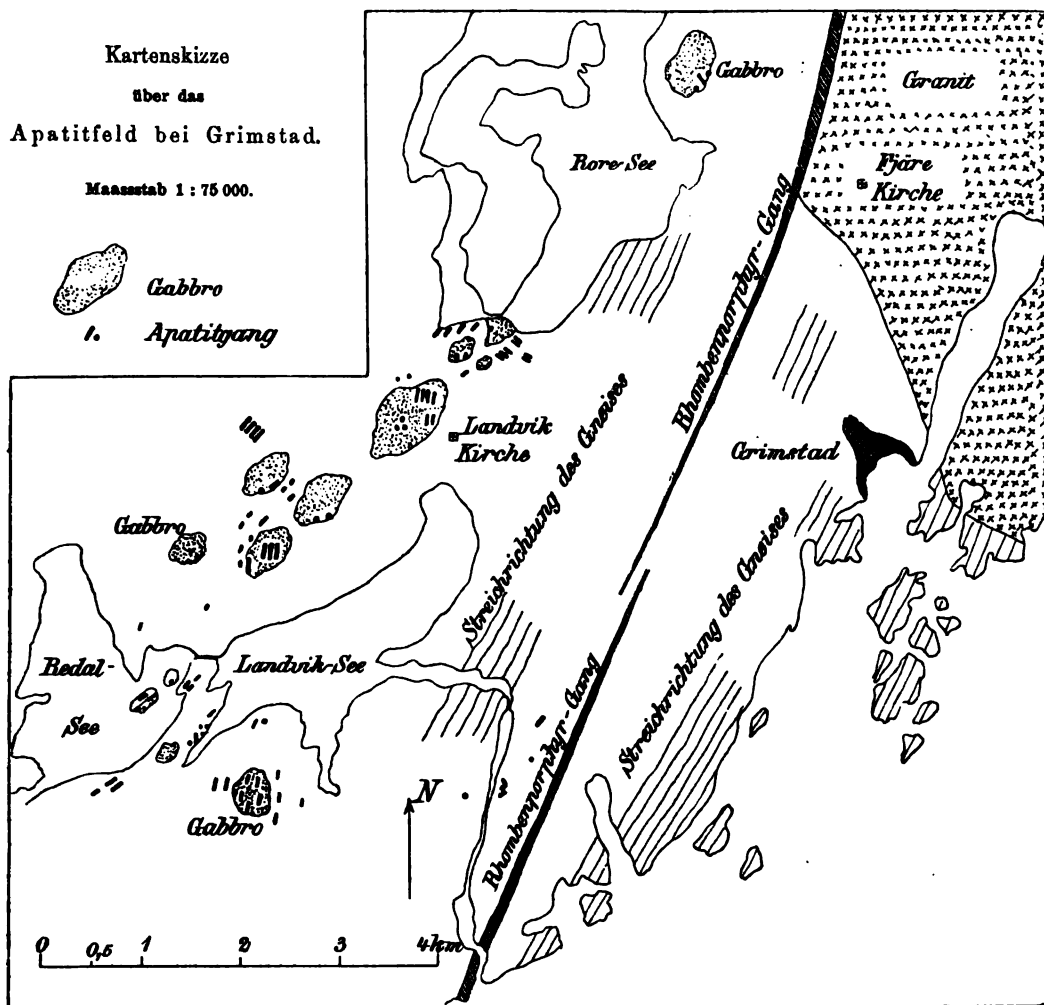 Kartenskizze
über das
Apatitfeld bei Grimstad.
Maassstab 1 : 75 000.
Gabbro
Apatitgang
Gabbro
Granit
Rore-See
Fjäre
Kirche
Rhombenporphyr-Gang
Landvik
Kirche
Streichrichtung des Gneises
Grimstad
Gabbro
Redal-
See
Landvik-See
Streichrichtung des Gneises
Rhombenporphyr-Gang
Gabbro
N
0 0,5 1 2 3 4 km